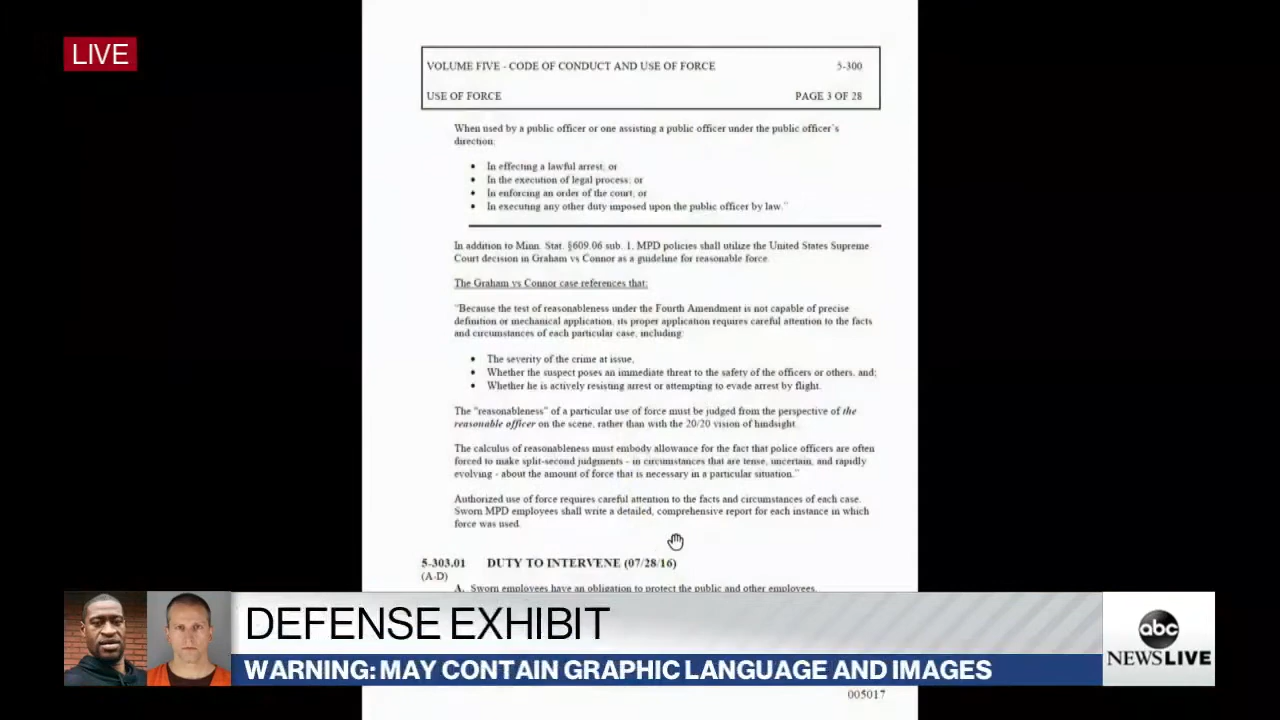 LIVE
VOLUME FIVE - CODE OF CONDUCT AND USE OF FORCE 5-300
USE OF FORCE PAGE 3 OF 28
When used by a public officer or one assisting a public officer under the public officer's
direction:
• In effecting a lawful arrest; or
• In the execution of legal process; or
• In enforcing an order of the court; or
• In executing any other duty imposed upon the public officer by law."
In addition to Minn. Stat. §609.06 sub. 1, MPD policies shall utilize the United States Supreme
Court decision in Graham vs Connor as a guideline for reasonable force.
The Graham vs Connor case references that:
"Because the test of reasonableness under the Fourth Amendment is not capable of precise
definition or mechanical application, its proper application requires careful attention to the facts
and circumstances of each particular case, including:
• The severity of the crime at issue,
• Whether the suspect poses an immediate threat to the safety of the officers or others, and;
• Whether he is actively resisting arrest or attempting to evade arrest by flight.
The "reasonableness" of a particular use of force must be judged from the perspective of the
reasonable officer on the scene, rather than with the 20/20 vision of hindsight.
The calculus of reasonableness must embody allowance for the fact that police officers are often
forced to make split-second judgments - in circumstances that are tense, uncertain, and rapidly
evolving - about the amount of force that is necessary in a particular situation."
Authorized use of force requires careful attention to the facts and circumstances of each case.
Sworn MPD employees shall write a detailed, comprehensive report for each instance in which
force was used.
5-303.01 DUTY TO INTERVENE (07/28/16)
(A-D)
A. Sworn employees have an obligation to protect the public and other employees.
DEFENSE EXHIBIT
WARNING: MAY CONTAIN GRAPHIC LANGUAGE AND IMAGES
abc
NEWS LIVE
005017